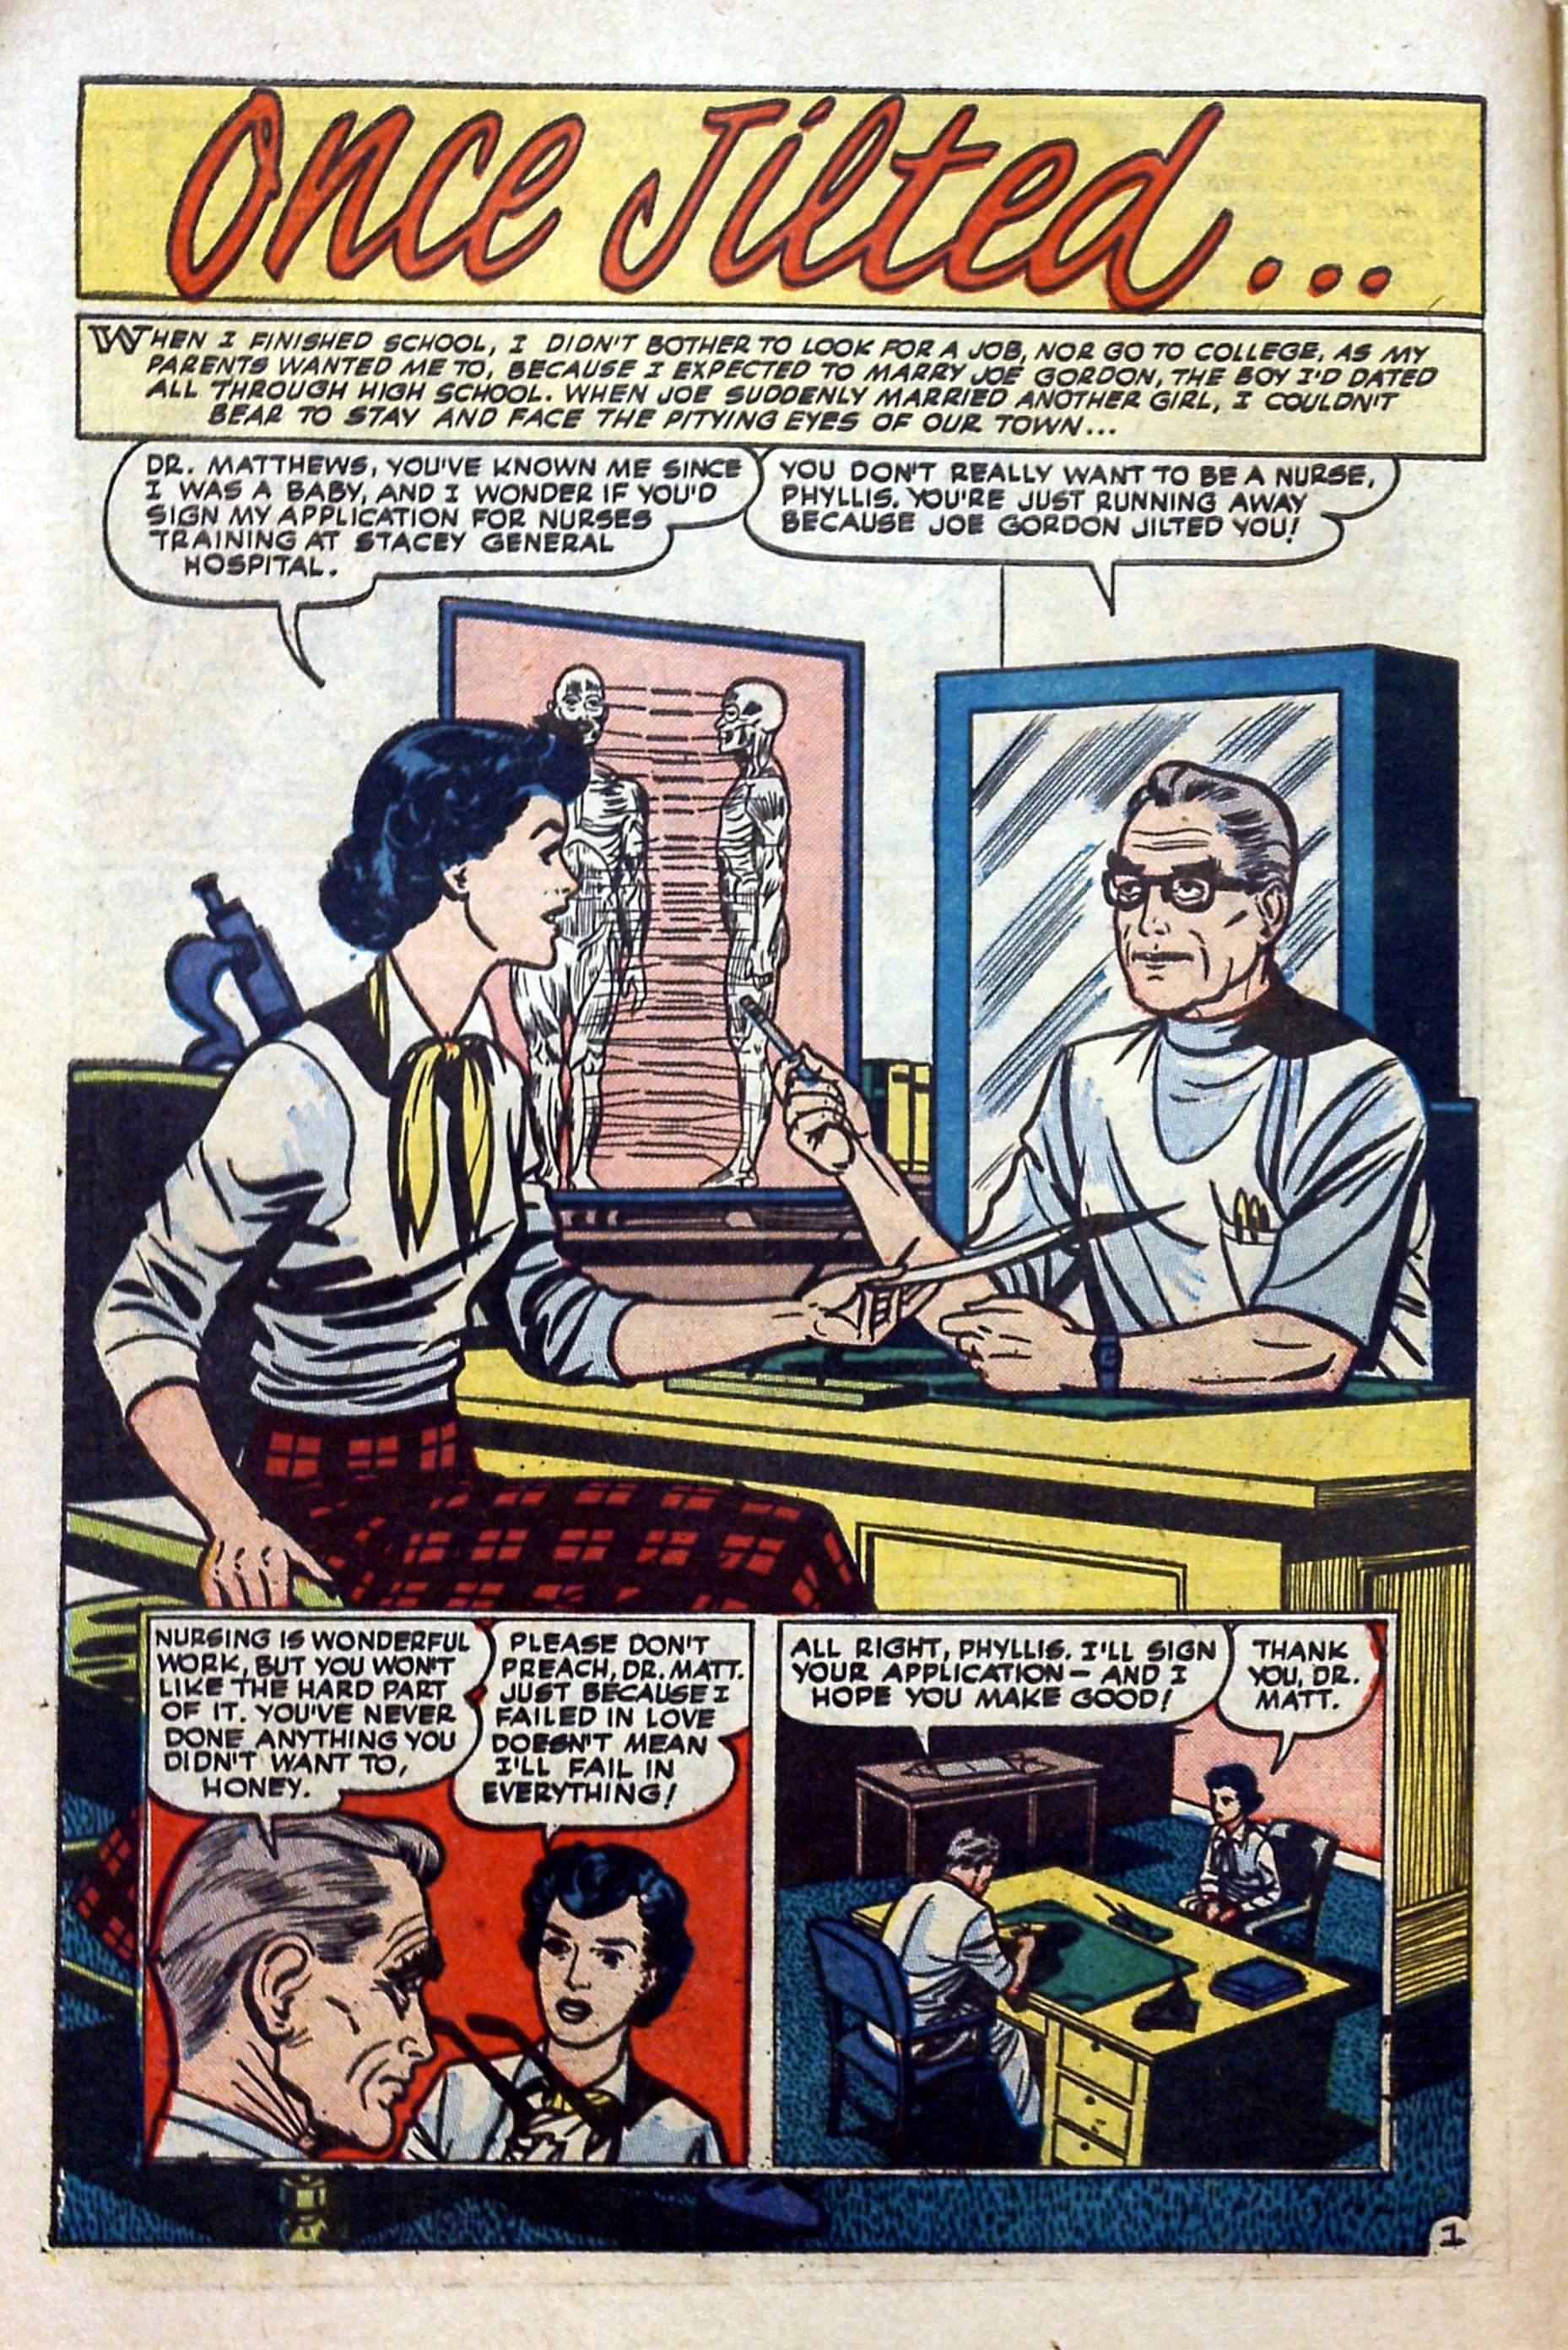 Once Jilted...
WHEN I FINISHED SCHOOL, I DIDN'T BOTHER TO LOOK FOR A JOB, NOR GO TO COLLEGE, AS MY
PARENTS WANTED ME TO, BECAUSE I EXPECTED TO MARRY JOE GORDON, THE BOY I'D DATED
ALL THROUGH HIGH SCHOOL. WHEN JOE SUDDENLY MARRIED ANOTHER GIRL, I COULDN'T
BEAR TO STAY AND FACE THE PITYING EYES OF OUR TOWN...
DR. MATTHEWS, YOU'VE KNOWN ME SINCE
I WAS A BABY, AND I WONDER IF YOU'D
SIGN MY APPLICATION FOR NURSES
TRAINING AT STACEY GENERAL
HOSPITAL.
YOU DON'T REALLY WANT TO BE A NURSE,
PHYLLIS. YOU'RE JUST RUNNING AWAY
BECAUSE JOE GORDON JILTED YOU!
NURSING IS WONDERFUL
WORK, BUT YOU WON'T
LIKE THE HARD PART
OF IT. YOU'VE NEVER
DONE ANYTHING YOU
DIDN'T WANT TO,
HONEY.
PLEASE DON'T
PREACH, DR. MATT.
JUST BECAUSE I
FAILED IN LOVE
DOESN'T MEAN
I'LL FAIL IN
EVERYTHING!
ALL RIGHT, PHYLLIS. I'LL SIGN
YOUR APPLICATION - AND I
HOPE YOU MAKE GOOD!
THANK
YOU, DR.
MATT.
1